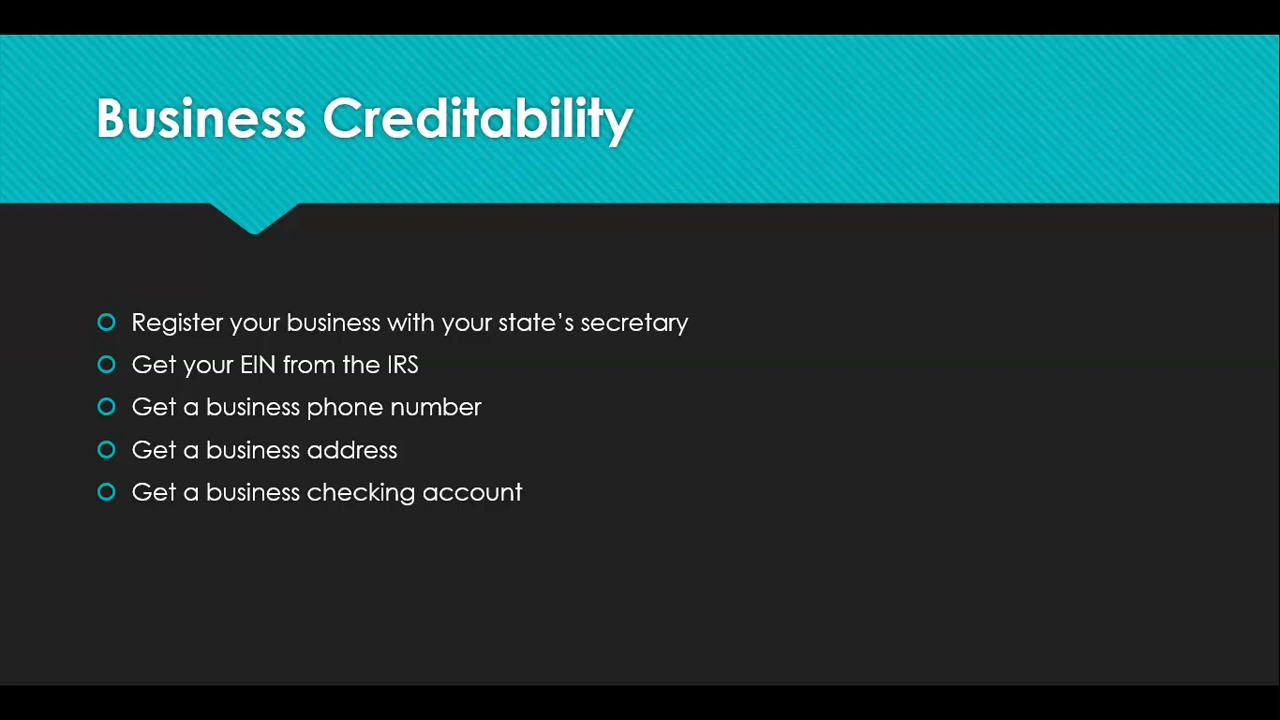 Business Creditability
Register your business with your state’s secretary
Get your EIN from the IRS
Get a business phone number
Get a business address
Get a business checking account